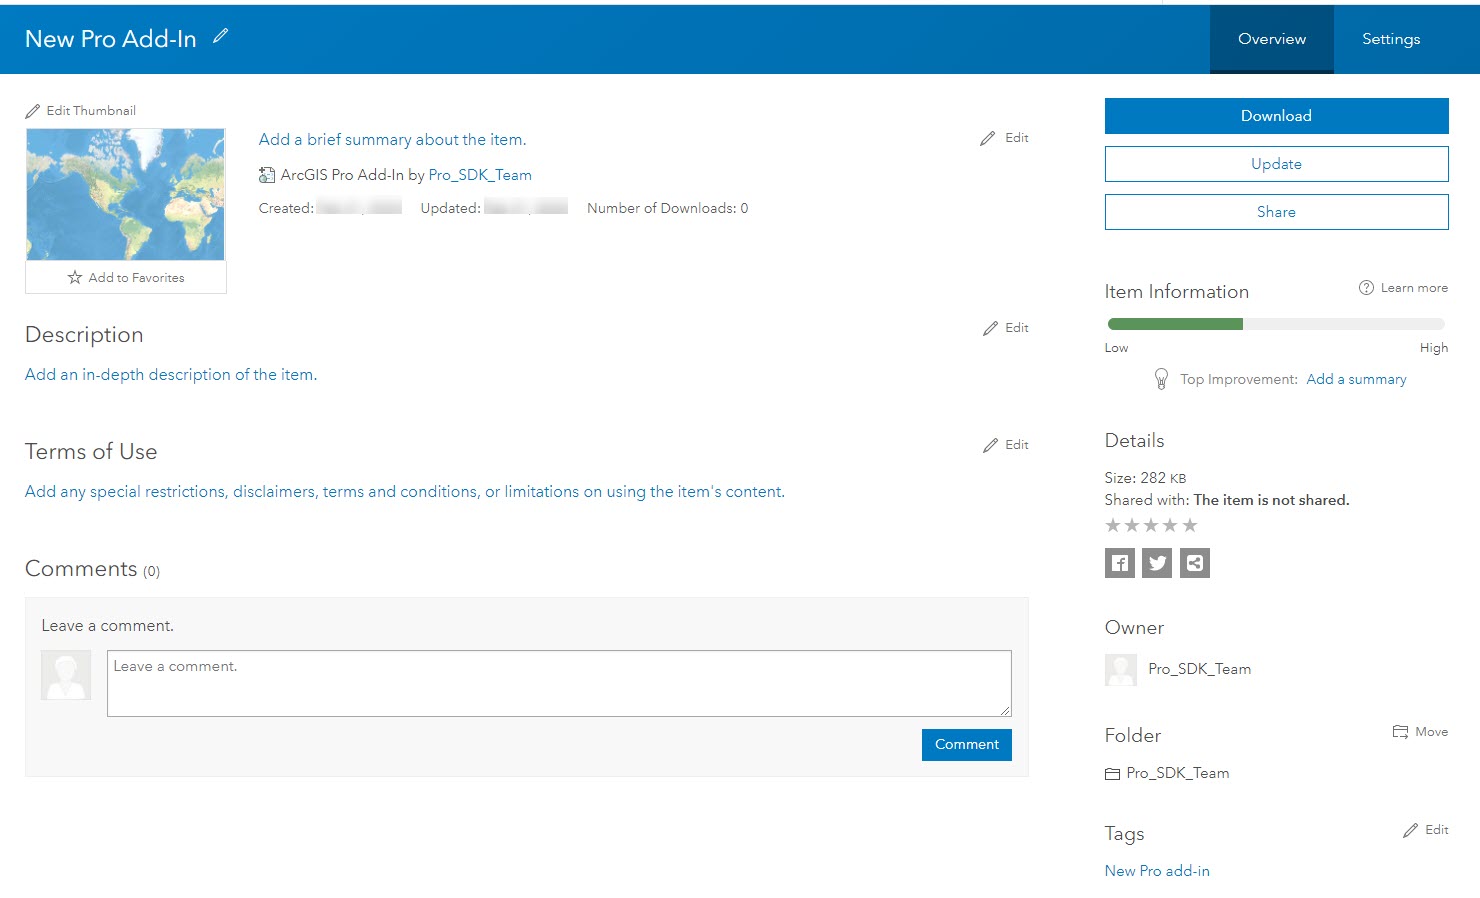 New Pro Add-In
Overview
Settings
Edit Thumbnail
Add to Favorites
Add a brief summary about the item.
Edit
ArcGIS Pro Add-In by Pro_SDK_Team
Created:
Updated:
Number of Downloads: 0
Description
Edit
Add an in-depth description of the item.
Terms of Use
Edit
Add any special restrictions, disclaimers, terms and conditions, or limitations on using the item's content.
Comments (0)
Leave a comment.
Leave a comment.
Comment
Download
Update
Share
Item Information
Learn more
Low
High
Top Improvement: Add a summary
Details
Size: 282 KB
Shared with: The item is not shared.
Owner
Pro_SDK_Team
Folder
Move
Pro_SDK_Team
Tags
Edit
New Pro add-in